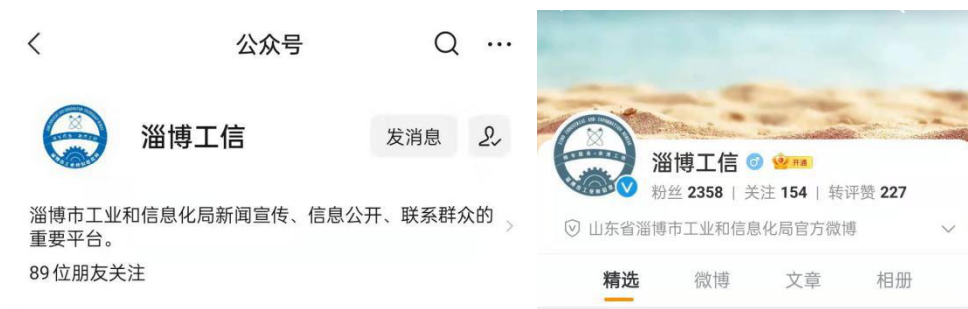 公众号
淄博工信
发消息
淄博市工业和信息化局新闻宣传、信息公开、联系群众的
重要平台。
89位朋友关注
淄博工信
开通
粉丝 2358 | 关注 154 | 转评赞 227
山东省淄博市工业和信息化局官方微博
精选 微博 文章 相册